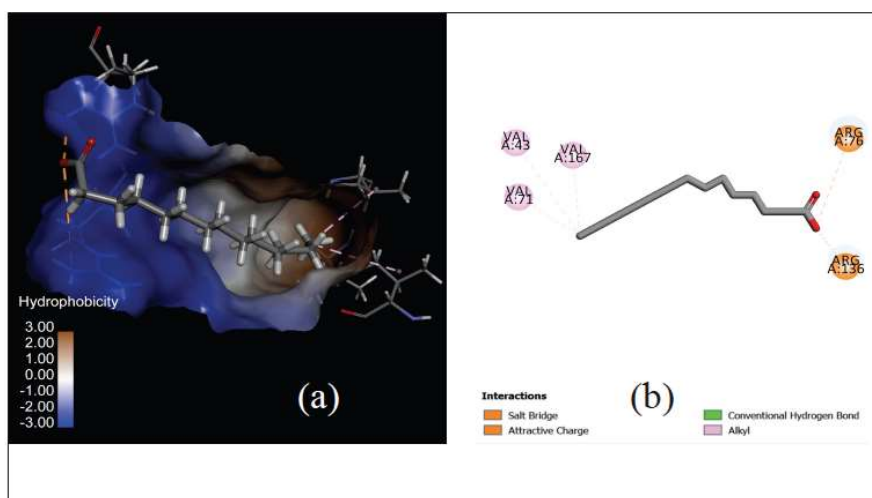 Hydrophobicity
3.00
2.00
1.00
0.00
-1.00
-2.00
-3.00
(a)
VAL
A:43
VAL
A:167
VAL
A:71
ARG
A:76
ARG
A:136
Interactions
Salt Bridge
Attractive Charge
Conventional Hydrogen Bond
Alkyl
(b)